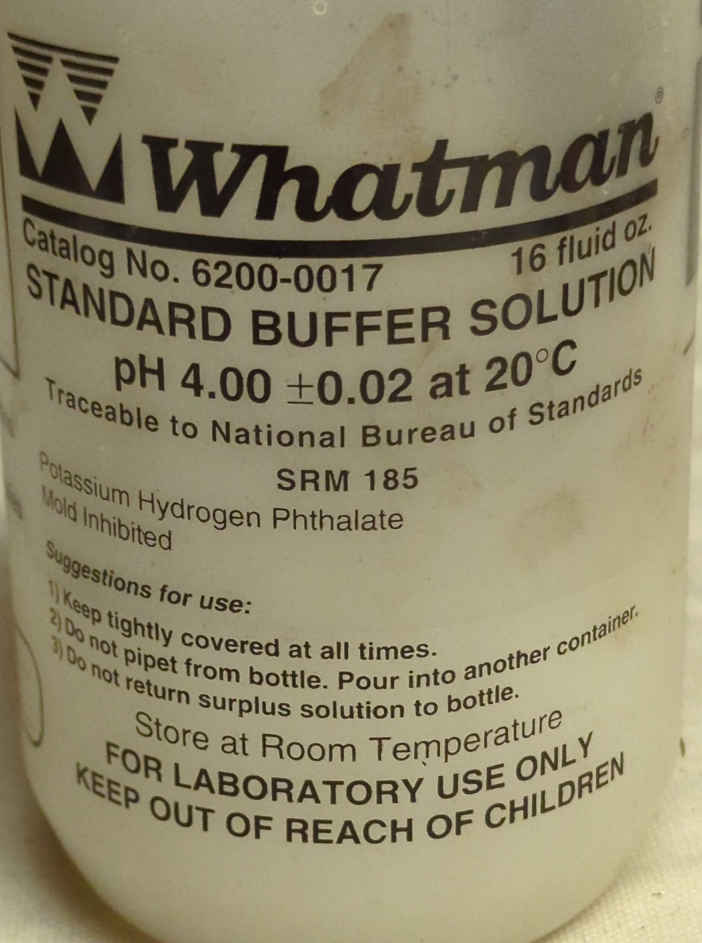 Whatman®
Catalog No. 6200-0017 16 fluid oz.
STANDARD BUFFER SOLUTION
pH 4.00 ±0.02 at 20°C
Traceable to National Bureau of Standards
SRM 185
Potassium Hydrogen Phthalate
Mold Inhibited
Suggestions for use:
1) Keep tightly covered at all times.
2) Do not pipet from bottle. Pour into another container.
3) Do not return surplus solution to bottle.
Store at Room Temperature
FOR LABORATORY USE ONLY
KEEP OUT OF REACH OF CHILDREN